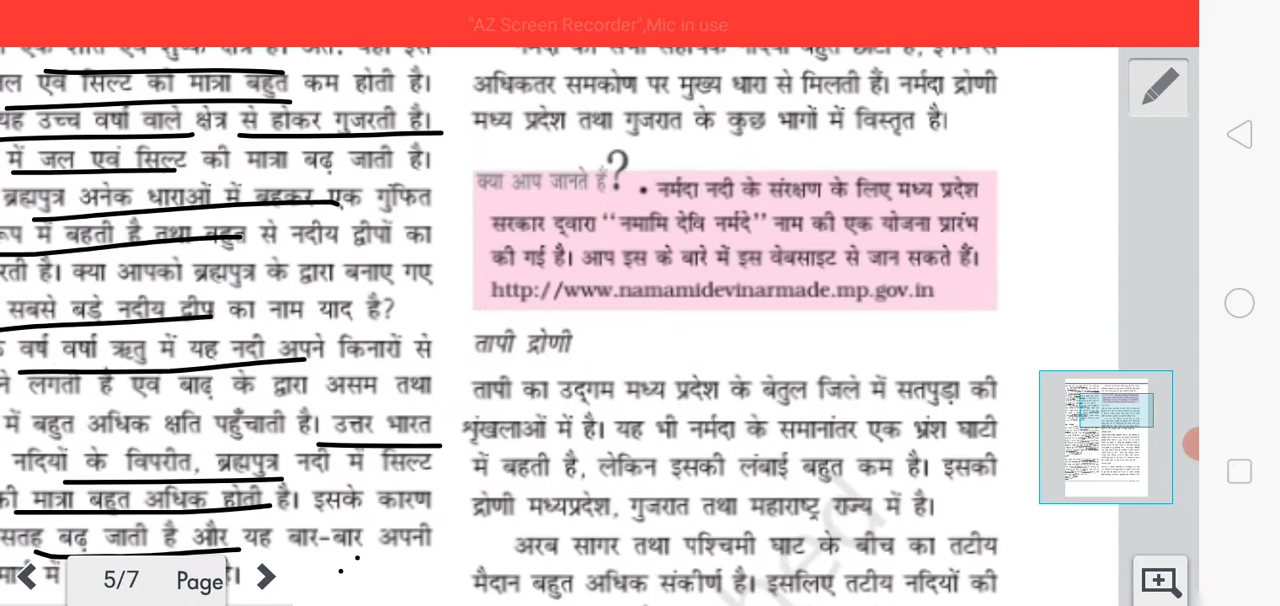 "AZ Screen Recorder",Mic in use
एवं सिल्ट की मात्रा बहुत कम होती है।
यह उच्च वर्षा वाले क्षेत्र से होकर गुजरती है।
में जल एवं सिल्ट की मात्रा बढ़ जाती है।
ब्रह्मपुत्र अनेक धाराओं में बहकर एक गुंफित
में बहती है तथा बहुत से नदीय द्वीपों का
है। क्या आपको ब्रह्मपुत्र के द्वारा बनाए गए
सबसे बड़े नदीय द्वीप का नाम याद है?
वर्ष वर्षा ऋतु में यह नदी अपने किनारों से
लगती है एवं बाढ़ के द्वारा असम तथा
में बहुत अधिक क्षति पहुँचाती है। उत्तर भारत
नदियों के विपरीत, ब्रह्मपुत्र नदी में सिल्ट
की मात्रा बहुत अधिक होती है। इसके कारण
सतह बढ़ जाती है और यह बार-बार अपनी
में
5/7 Page
अधिकतर समकोण पर मुख्य धारा से मिलती हैं। नर्मदा द्रोणी
मध्य प्रदेश तथा गुजरात के कुछ भागों में विस्तृत है।
क्या आप जानते हैं?
• नर्मदा नदी के संरक्षण के लिए मध्य प्रदेश
सरकार द्वारा "नमामि देवि नर्मदे" नाम की एक योजना प्रारंभ
की गई है। आप इस के बारे में इस वेबसाइट से जान सकते हैं।
http://www.namamidevinarmade.mp.gov.in
तापी द्रोणी
तापी का उद्गम मध्य प्रदेश के बेतुल जिले में सतपुड़ा की
शृंखलाओं में है। यह भी नर्मदा के समानांतर एक भ्रंश घाटी
में बहती है, लेकिन इसकी लंबाई बहुत कम है। इसकी
द्रोणी मध्यप्रदेश, गुजरात तथा महाराष्ट्र राज्य में है।
अरब सागर तथा पश्चिमी घाट के बीच का तटीय
मैदान बहुत अधिक संकीर्ण है। इसलिए तटीय नदियों की